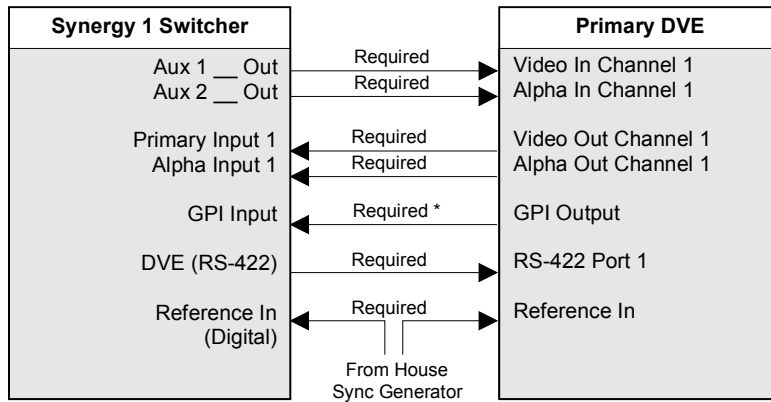 Synergy 1 Switcher
Primary DVE
Aux 1 __ Out
Required
Video In Channel 1
Aux 2 __ Out
Required
Alpha In Channel 1
Primary Input 1
Required
Video Out Channel 1
Alpha Input 1
Required
Alpha Out Channel 1
GPI Input
Required *
GPI Output
DVE (RS-422)
Required
RS-422 Port 1
Reference In
(Digital)
Required
Reference In
From House
Sync Generator